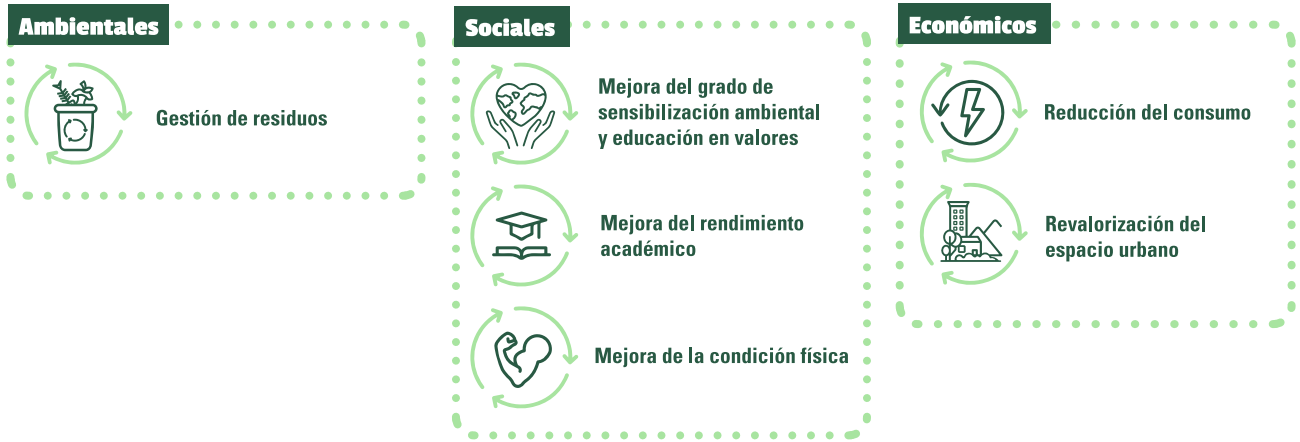 Ambientales
Gestión de residuos
Sociales
Mejora del grado de
sensibilización ambiental
y educación en valores
Mejora del rendimiento
académico
Mejora de la condición física
Económicos
Reducción del consumo
Revalorización del
espacio urbano